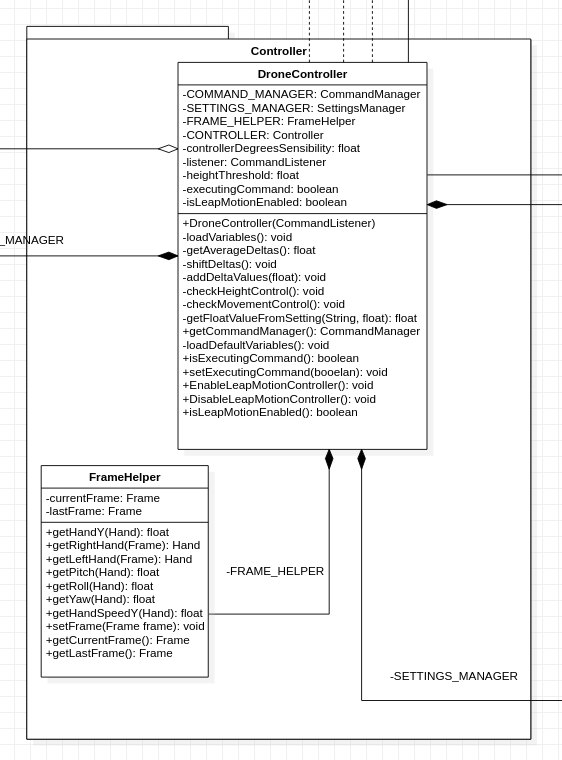 Controller
DroneController
-COMMAND_MANAGER: CommandManager
-SETTINGS_MANAGER: SettingsManager
-FRAME_HELPER: FrameHelper
-CONTROLLER: Controller
-controllerDegreesSensibility: float
-listener: CommandListener
-heightThreshold: float
-executingCommand: boolean
-isLeapMotionEnabled: boolean
+DroneController(CommandListener)
-loadVariables(): void
-getAverageDeltas(): float
-shiftDeltas(): void
-addDeltaValues(float): void
-checkHeightControl(): void
-checkMovementControl(): void
-getFloatValueFromSetting(String, float): float
+getCommandManager(): CommandManager
-loadDefaultVariables(): void
+isExecutingCommand(): boolean
+setExecutingCommand(booelan): void
+EnableLeapMotionController(): void
+DisableLeapMotionController(): void
+isLeapMotionEnabled(): boolean
_MANAGER
FrameHelper
-currentFrame: Frame
-lastFrame: Frame
+getHandY(Hand): float
+getRightHand(Frame): Hand
+getLeftHand(Frame): Hand
+getPitch(Hand): float
+getRoll(Hand): float
+getYaw(Hand): float
+getHandSpeedY(Hand): float
+setFrame(Frame frame): void
+getCurrentFrame(): Frame
+getLastFrame(): Frame
-FRAME_HELPER
-SETTINGS_MANAGER